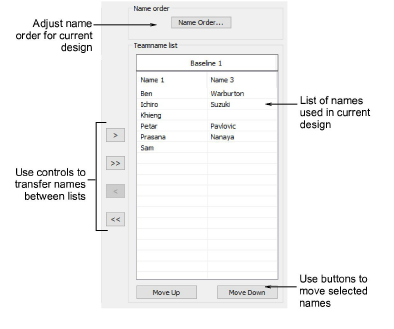 Name order
Adjust name
order for current
design
Name Order...
Teamname list
Baseline 1
Name 1 Name 3
Ben Warburton
Ichiro Suzuki
Khieng
Petar Pavlovic
Prasana Nanaya
Sam
List of names
used in current
design
>
>>
<
<<
Use controls to
transfer names
between lists
Move Up Move Down
Use buttons to
move selected
names